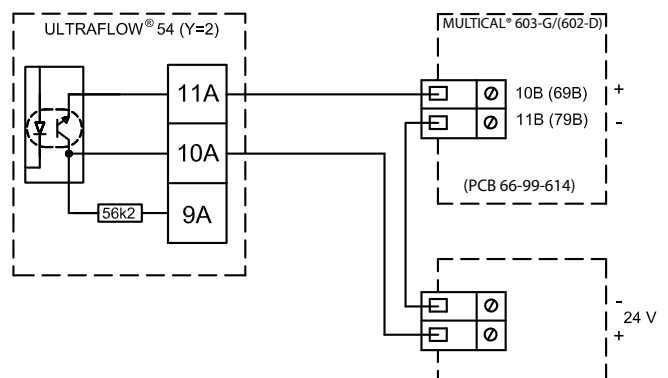 ULTRAFLOW® 54 (Y=2)
11A
10A
9A
56k2
MULTICAL® 603-G/(602-D)
10B (69B) +
11B (79B) -
(PCB 66-99-614)
-
24 V
+